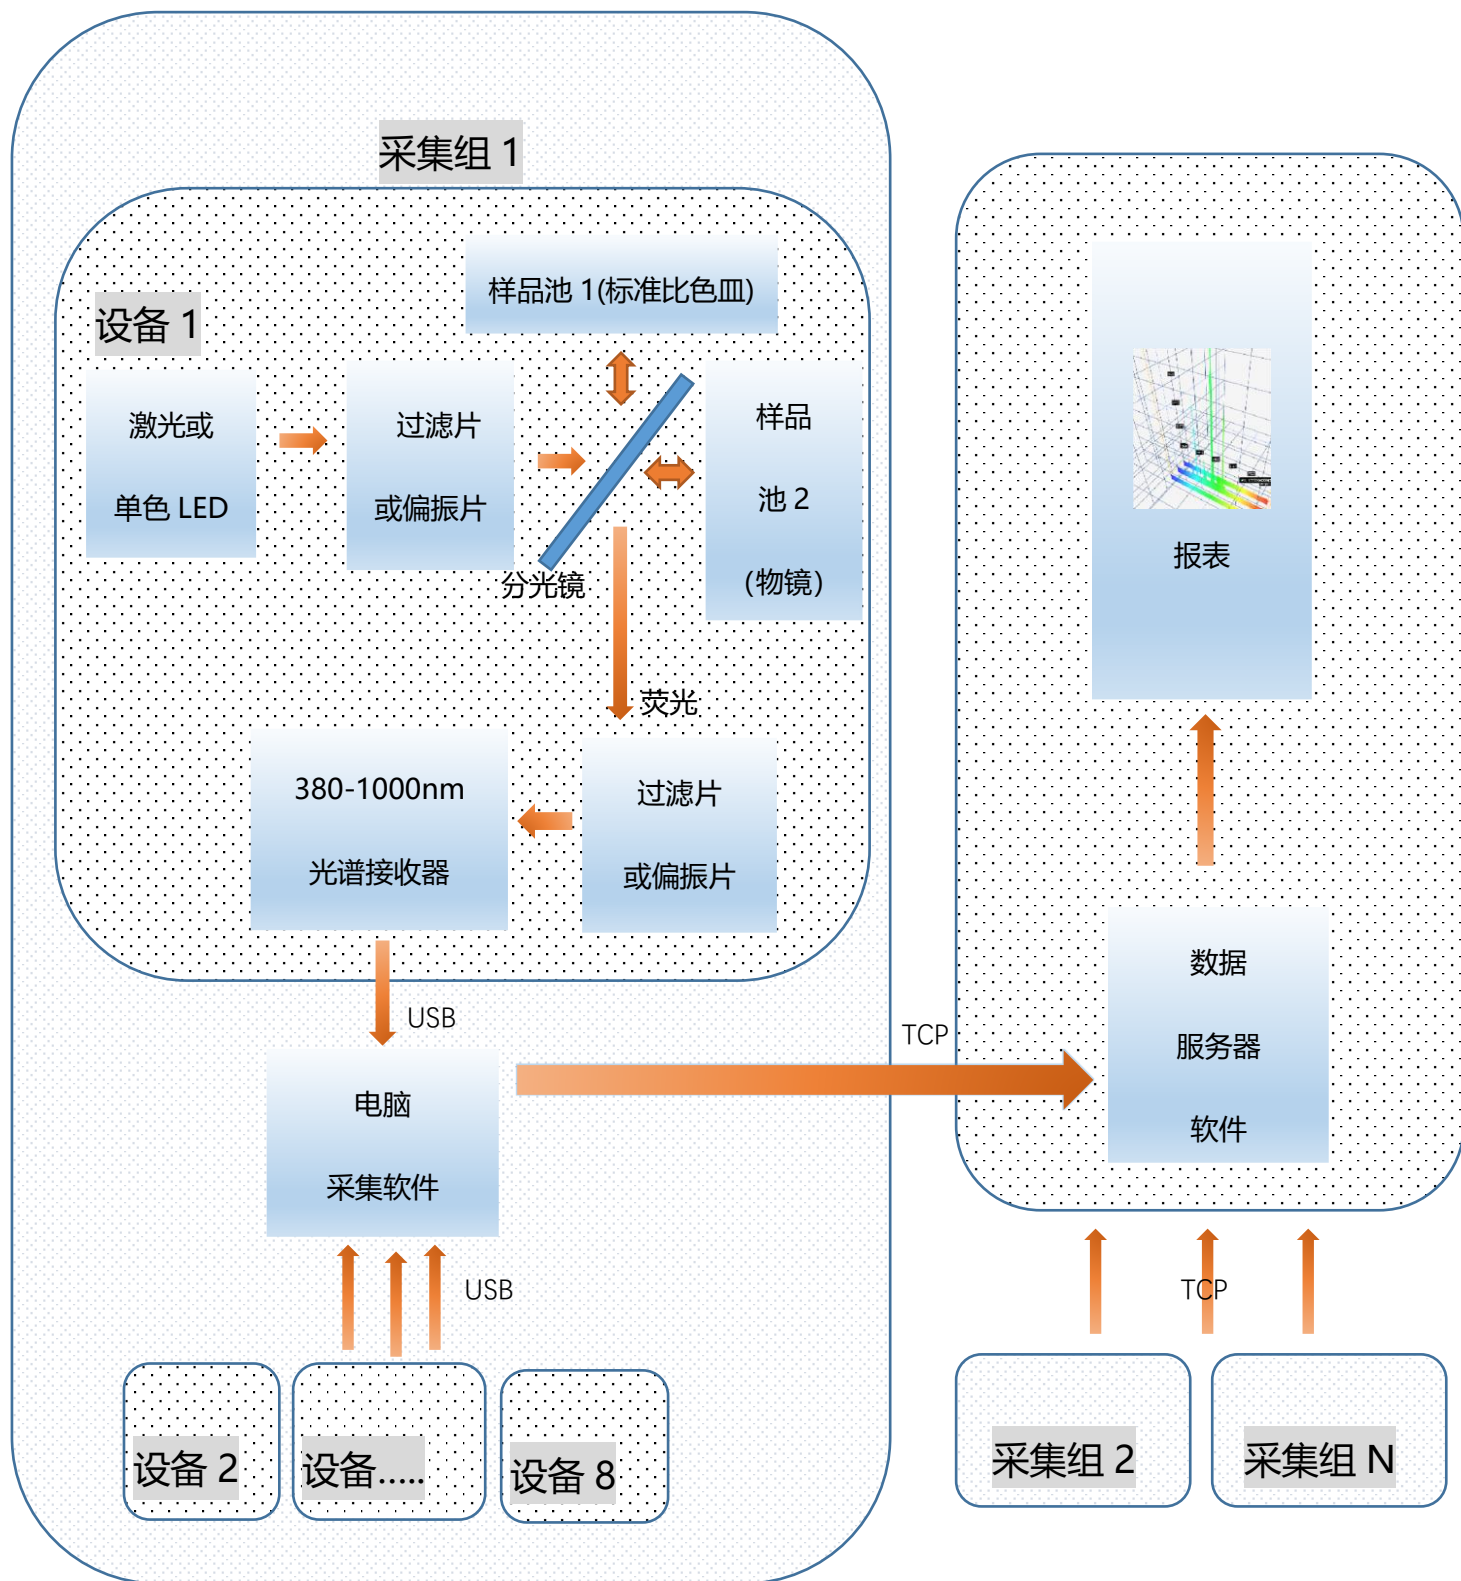 采集组 1
设备 1
样品池 1(标准比色皿)
激光或
单色 LED
过滤片
或偏振片
分光镜
样品
池 2
(物镜)
荧光
380-1000nm
光谱接收器
过滤片
或偏振片
USB
电脑
采集软件
USB
设备 2
设备.....
设备 8
TCP
报表
数据
服务器
软件
TCP
采集组 2
采集组 N